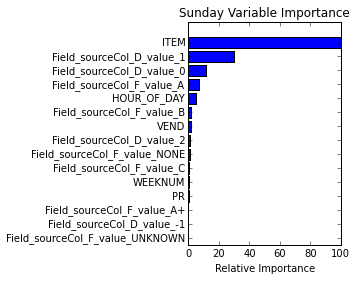 Sunday Variable Importance
ITEM
Field_sourceCol_D_value_1
Field_sourceCol_D_value_0
Field_sourceCol_F_value_A
HOUR_OF_DAY
Field_sourceCol_F_value_B
VEND
Field_sourceCol_D_value_2
Field_sourceCol_F_value_NONE
Field_sourceCol_F_value_C
WEEKNUM
PR
Field_sourceCol_F_value_A+
Field_sourceCol_D_value_-1
Field_sourceCol_F_value_UNKNOWN
0 20 40 60 80 100
Relative Importance